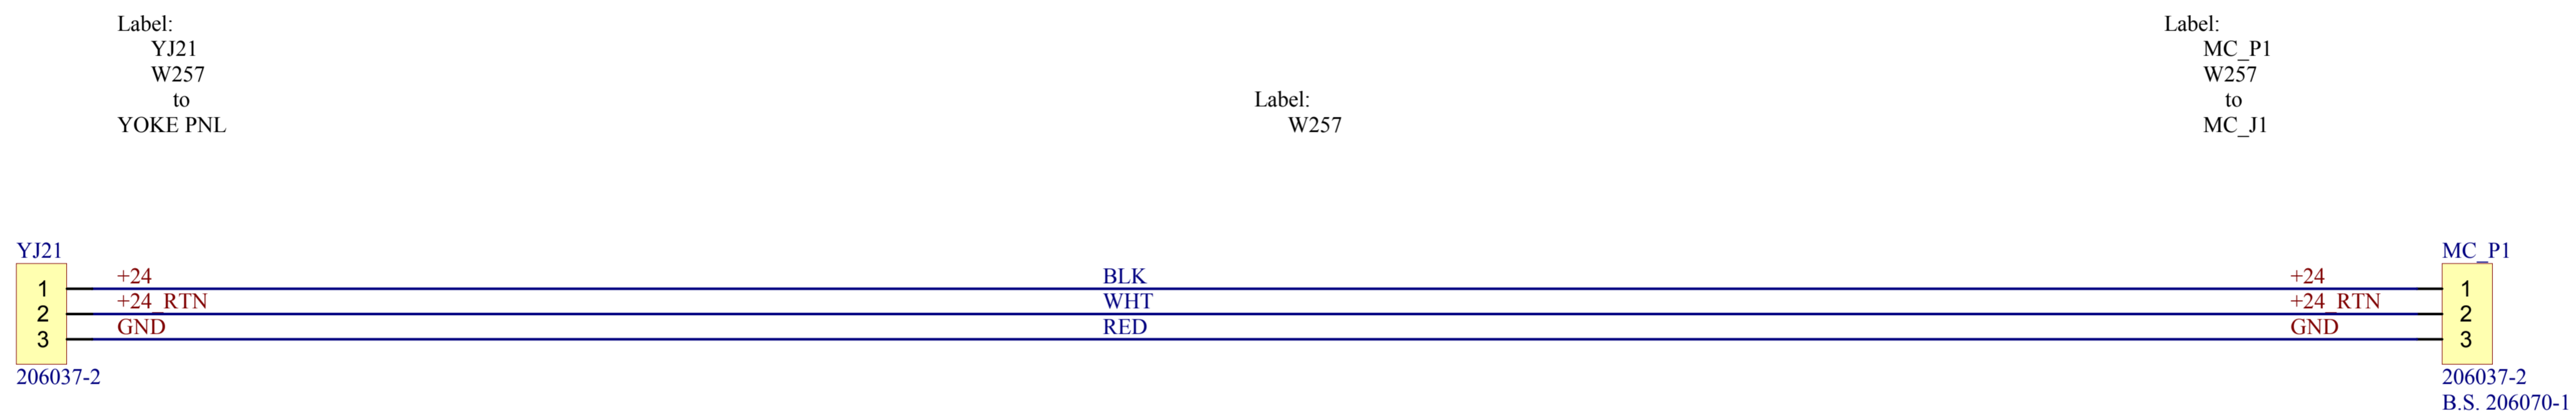 Label:
YJ21
W257
to
YOKE PNL
Label:
W257
Label:
MC_P1
W257
to
MC_J1
YJ21
MC_P1
+24 BLK +24
1 1
+24_RTN WHT +24_RTN
2 2
GND RED GND
3 3
206037-2
206037-2
B.S. 206070-1